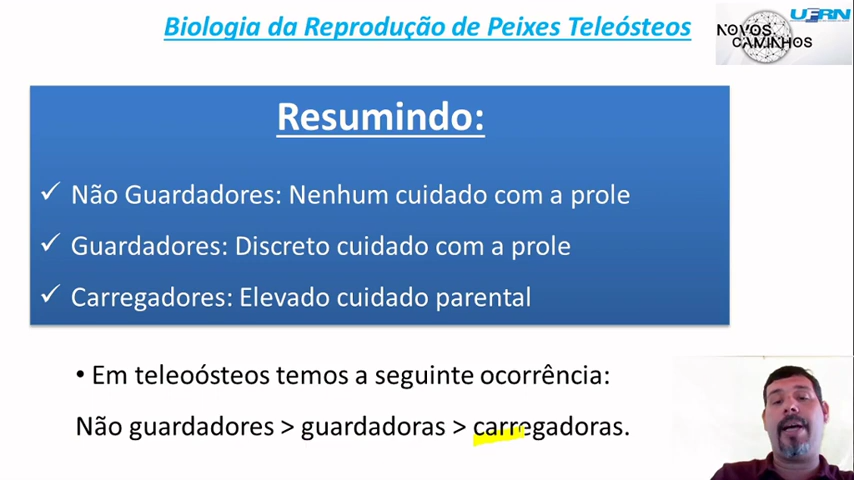 Biologia da Reprodução de Peixes Teleósteos
UFRN
NOVOS
CAMINHOS
Resumindo:
✓ Não Guardadores: Nenhum cuidado com a prole
✓ Guardadores: Discreto cuidado com a prole
✓ Carregadores: Elevado cuidado parental
• Em teleoósteos temos a seguinte ocorrência:
Não guardadores > guardadoras > carregadoras.